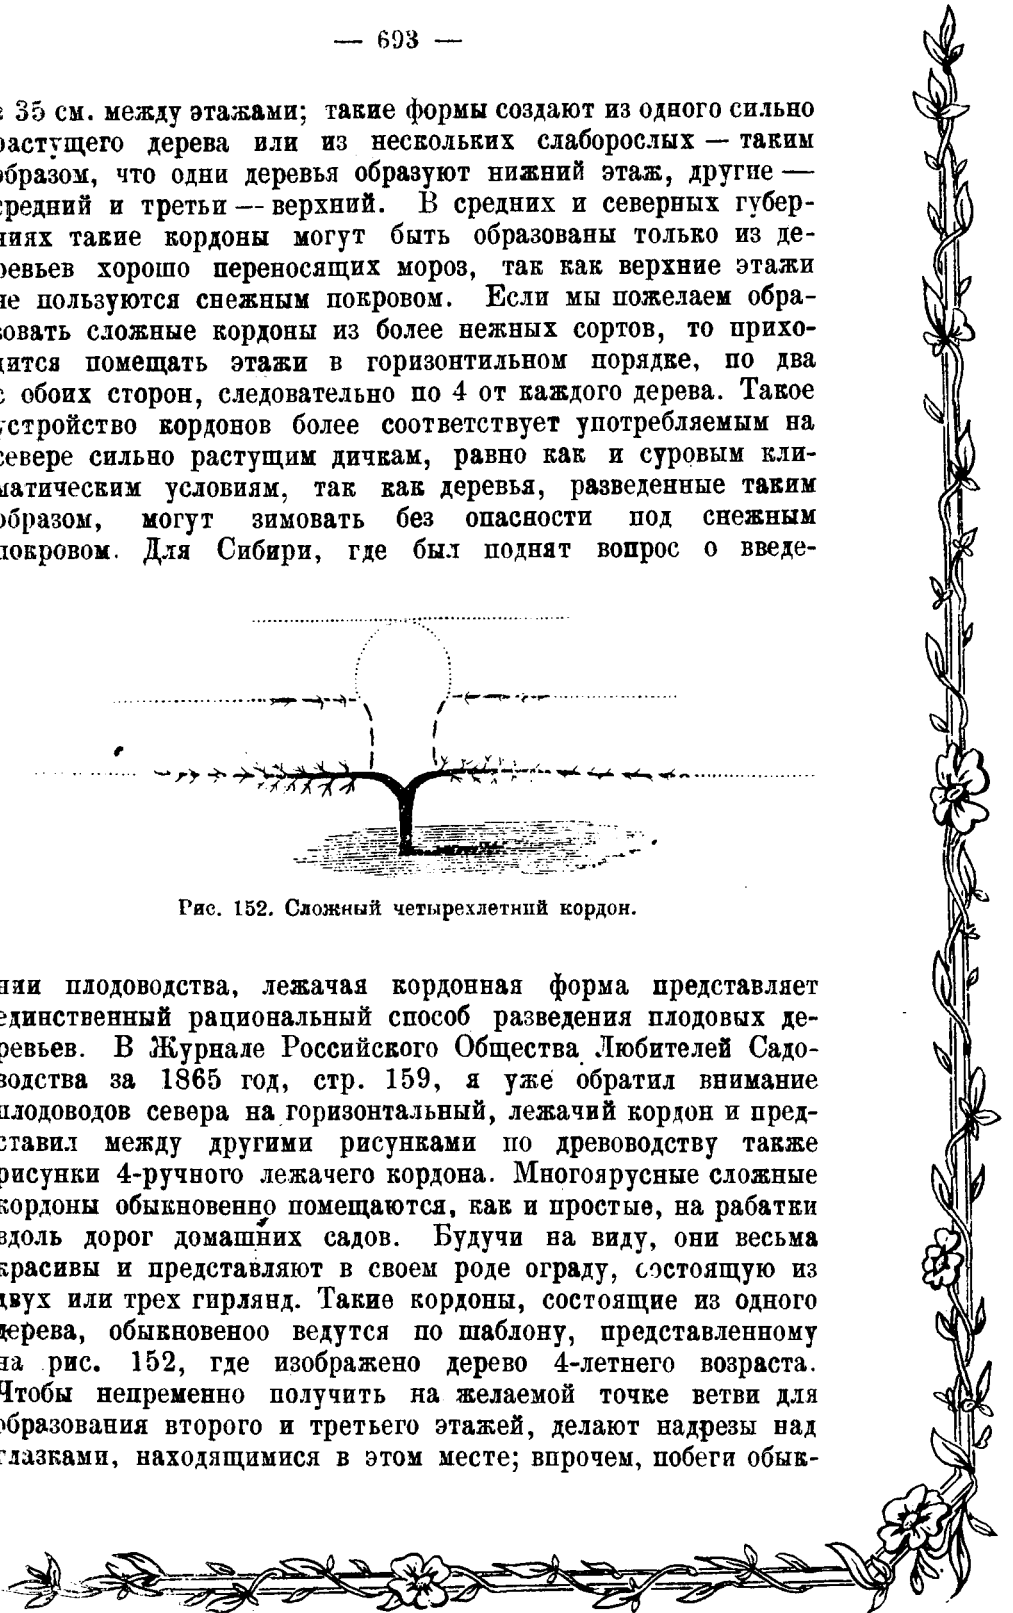 — 693 —
35 см. между этажами; такие формы создают из одного сильно
растущего дерева или из нескольких слаборослых — таким
образом, что одни деревья образуют нижний этаж, другие —
средний и третьи — верхний. В средних и северных губер-
ниях такие кордоны могут быть образованы только из де-
ревьев хорошо переносящих мороз, так как верхние этажи
не пользуются снежным покровом. Если мы пожелаем обра-
зовать сложные кордоны из более нежных сортов, то прихо-
дится помещать этажи в горизонтильном порядке, по два
с обоих сторон, следовательно по 4 от каждого дерева. Такое
устройство кордонов более соответствует употребляемым на
севере сильно растущим дичкам, равно как и суровым кли-
матическим условиям, так как деревья, разведенные таким
образом, могут зимовать без опасности под снежным
покровом. Для Сибири, где был поднят вопрос о введе-
Рис. 152. Сложный четырехлетний кордон.
нии плодоводства, лежачая кордонная форма представляет
единственный рациональный способ разведения плодовых де-
ревьев. В Журнале Российского Общества Любителей Садо-
водства за 1865 год, стр. 159, я уже обратил внимание
плодоводов севера на горизонтальный, лежачий кордон и пред-
ставил между другими рисунками по древоводству также
рисунки 4-ручного лежачего кордона. Многоярусные сложные
кордоны обыкновенно помещаются, как и простые, на рабатки
вдоль дорог домашних садов. Будучи на виду, они весьма
красивы и представляют в своем роде ограду, состоящую из
двух или трех гирлянд. Такие кордоны, состоящие из одного
дерева, обыкновеноо ведутся по шаблону, представленному
на рис. 152, где изображено дерево 4-летнего возраста.
Чтобы непременно получить на желаемой точке ветви для
образования второго и третьего этажей, делают надрезы над
глазками, находящимися в этом месте; впрочем, побеги обык-